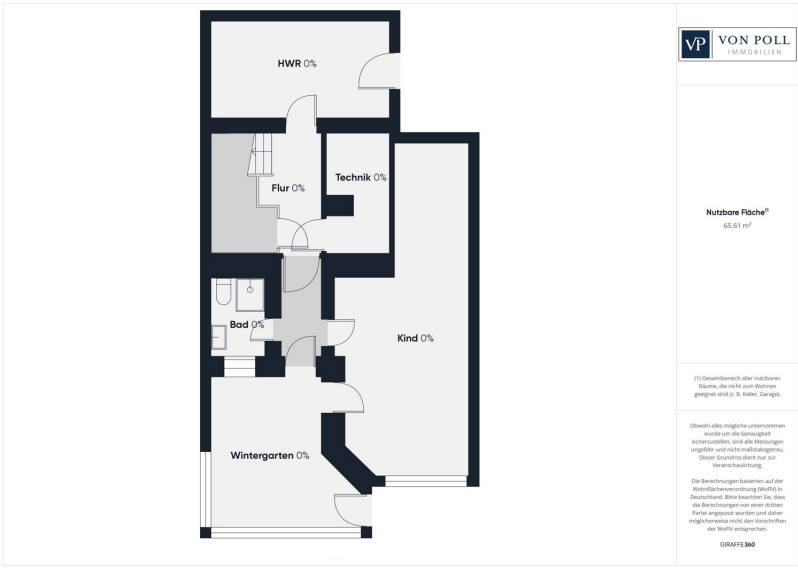 HWR 0%
Technik 0%
Flur 0%
Bad 0%
Kind 0%
Wintergarten 0%
VP VON POLL
IMMOBILIEN
Nutzbare Fläche⁽¹⁾
65.61 m²
(1) Gesamtbereich aller nutzbaren
Räume, die nicht zum Wohnen
geeignet sind (z. B. Keller, Garage).
Obwohl alles mögliche unternommen
wurde um die Genauigkeit
sicherzustellen, sind alle Messungen
ungefähr und nicht maßstabsgetreu.
Dieser Grundriss dient nur zur
Veranschaulichung.
Die Berechnungen basierten auf der
Wohnflächenverordnung (WoFlV) in
Deutschland. Bitte beachten Sie, dass
die Berechnungen von einer dritten
Partei angepasst wurden und daher
möglicherweise nicht den Vorschriften
der WoFlV entsprechen.
GIRAFFE360